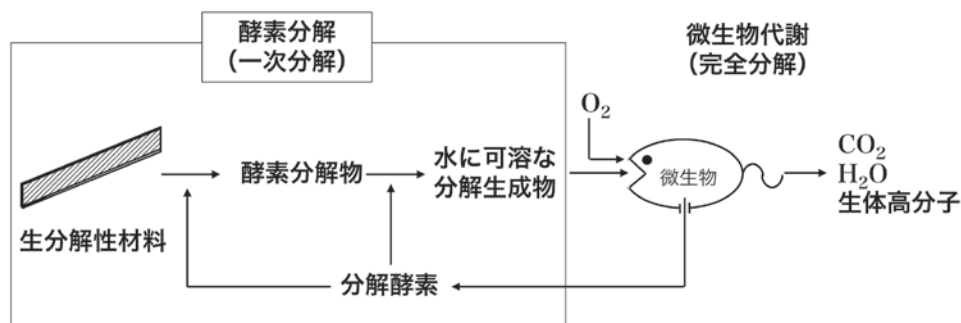 酵素分解
（一次分解）
微生物代謝
（完全分解）
O₂
酵素分解物
水に可溶な
分解生成物
微生物
CO₂
H₂O
生体高分子
生分解性材料
分解酵素